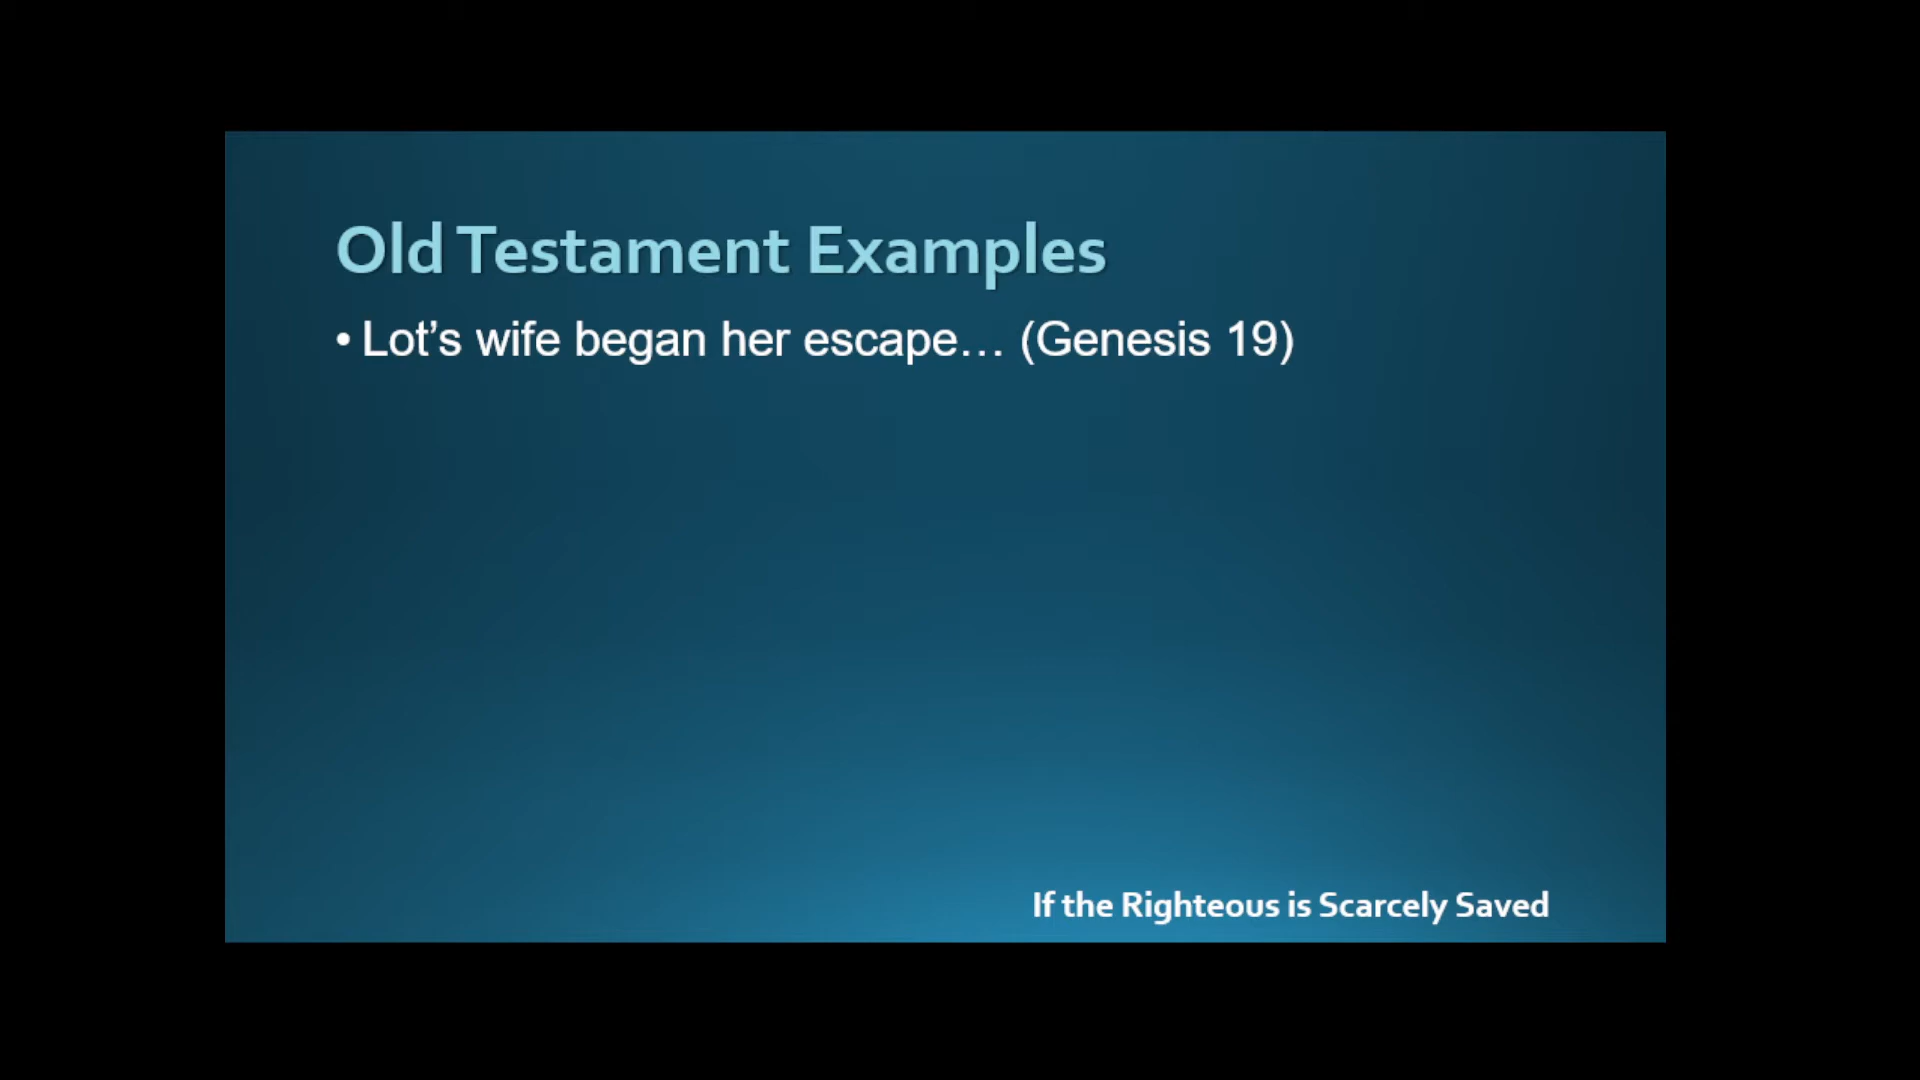 Old Testament Examples
• Lot’s wife began her escape… (Genesis 19)
If the Righteous is Scarcely Saved